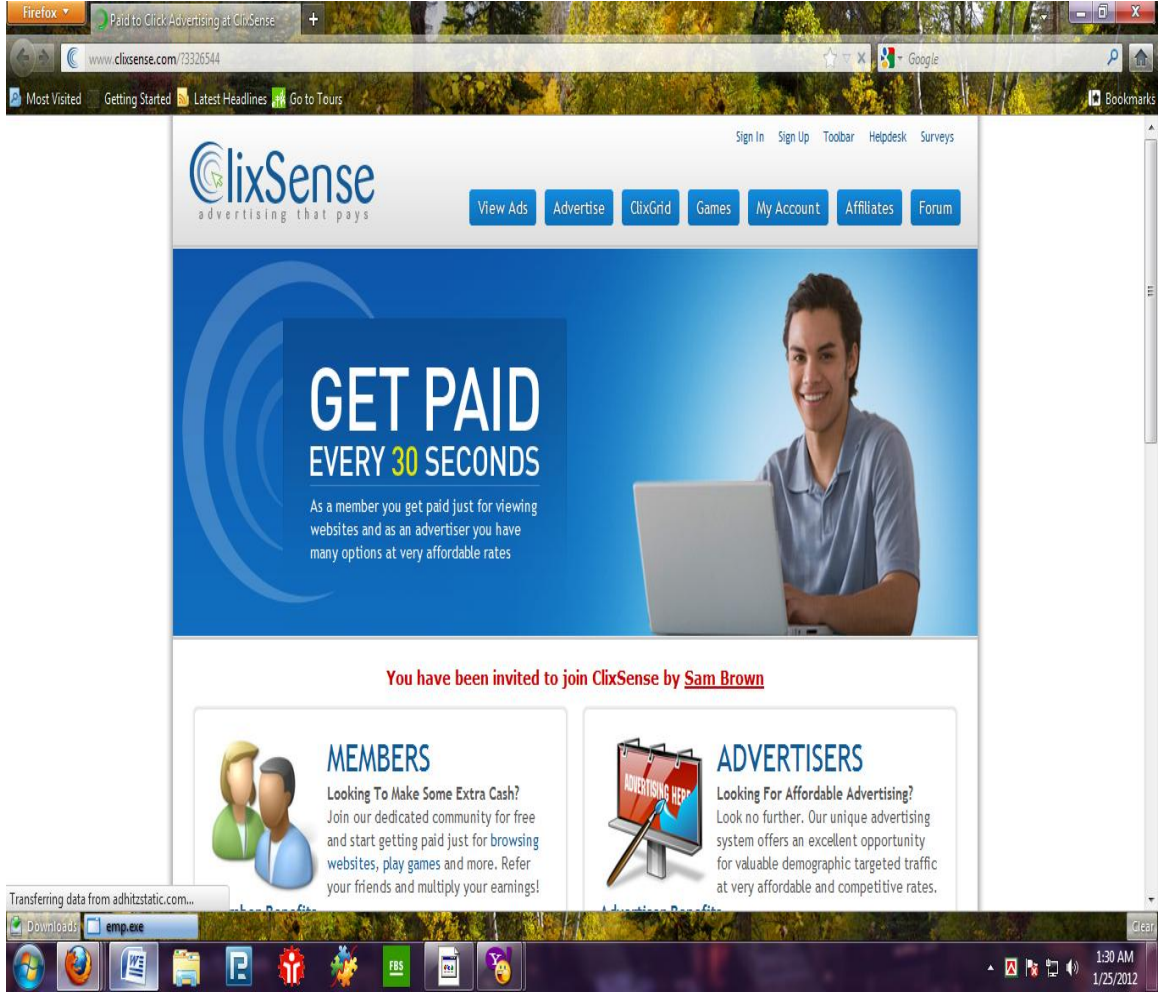 Firefox
Paid to Click Advertising at ClixSense
www.clixsense.com/?3326544
Google
Most Visited Getting Started Latest Headlines Go to Tours Bookmarks
Sign In Sign Up Toolbar Helpdesk Surveys
ClixSense
advertising that pays
View Ads Advertise ClixGrid Games My Account Affiliates Forum
GET PAID
EVERY 30 SECONDS
As a member you get paid just for viewing
websites and as an advertiser you have
many options at very affordable rates
You have been invited to join ClixSense by Sam Brown
MEMBERS
Looking To Make Some Extra Cash?
Join our dedicated community for free
and start getting paid just for browsing
websites, play games and more. Refer
your friends and multiply your earnings!
ADVERTISING HERE
ADVERTISERS
Looking For Affordable Advertising?
Look no further. Our unique advertising
system offers an excellent opportunity
for valuable demographic targeted traffic
at very affordable and competitive rates.
Transferring data from adhitzstatic.com...
Downloads emp.exe Clear
FBS
1:30 AM
1/25/2012